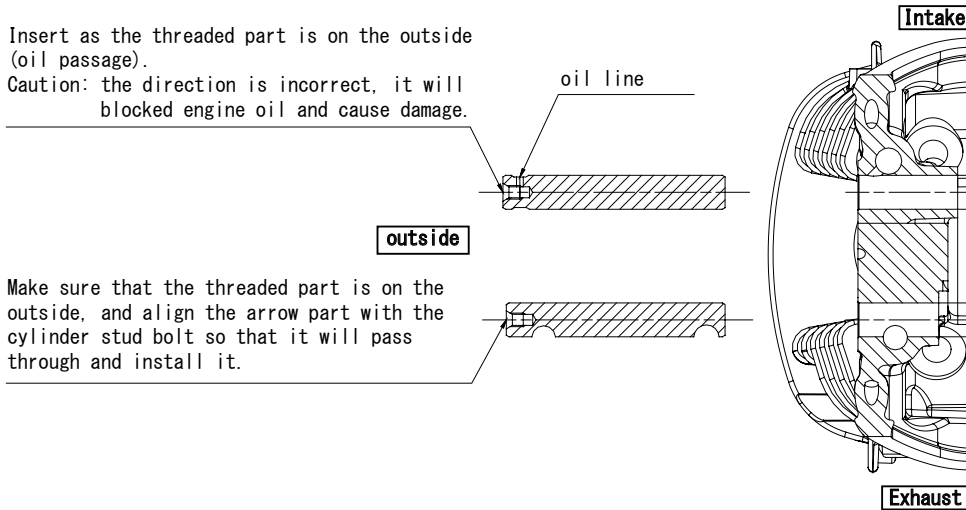 Intake
Insert as the threaded part is on the outside
(oil passage).
Caution: the direction is incorrect, it will
blocked engine oil and cause damage.
oil line
outside
Make sure that the threaded part is on the
outside, and align the arrow part with the
cylinder stud bolt so that it will pass
through and install it.
Exhaust